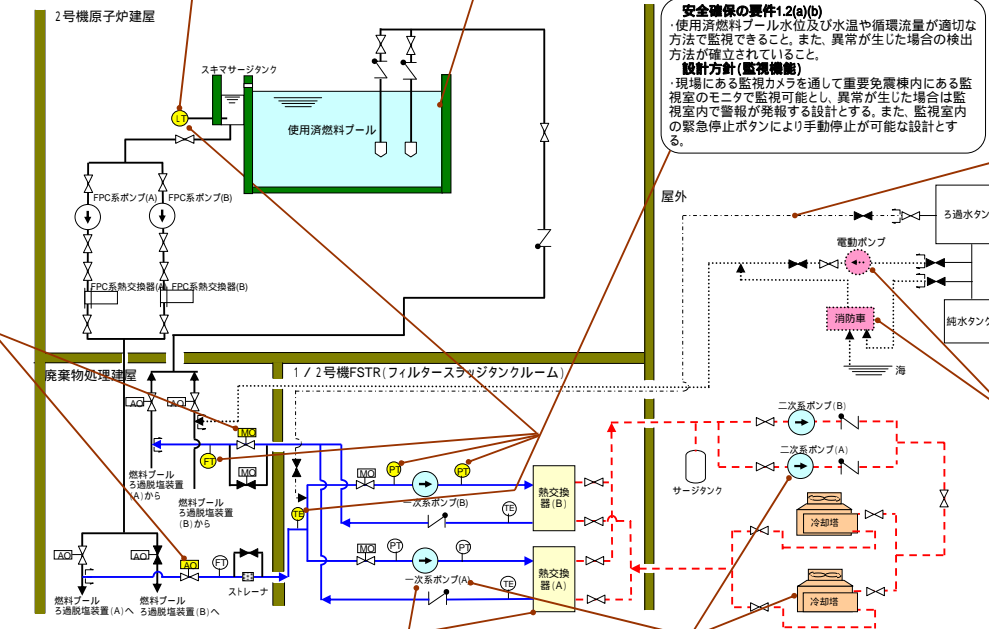 2号機原子炉建屋
安全確保の要件1.2(a)(b)
・使用済燃料プール水位及び水温や循環流量が適切な
方法で監視できること。また、異常が生じた場合の検出
方法が確立されていること。
設計方針(監視機能)
・現場にある監視カメラを通して重要免震棟内にある監
視室のモニタで監視可能とし、異常が生じた場合は監
視室内で警報が発報する設計とする。また、監視室内
の緊急停止ボタンにより手動停止が可能な設計とす
る。
スキマサージタンク
LT
使用済燃料プール
FPC系ポンプ(A)
FPC系ポンプ(B)
屋外
ろ過水タン
電動ポンプ
FPC系熱交換器(A)
FPC系熱交換器(B)
消防車
純水タンク
海
廃棄物処理建屋
1/2号機FSTR(フィルタースラッジタンクルーム)
AO
AO
MO
FT
MO
燃料プール
ろ過脱塩装置
(A)から
燃料プール
ろ過脱塩装置
(B)から
MO
PT
PT
一次系ポンプ(B)
TE
TE
熱交換
器(B)
サージタンク
二次系ポンプ(B)
二次系ポンプ(A)
冷却塔
AO
AO
AO
FT
ストレーナ
MO
PT
PT
一次系ポンプ(A)
TE
熱交換
器(A)
冷却塔
燃料プール
ろ過脱塩装置(A)へ
燃料プール
ろ過脱塩装置(B)へ